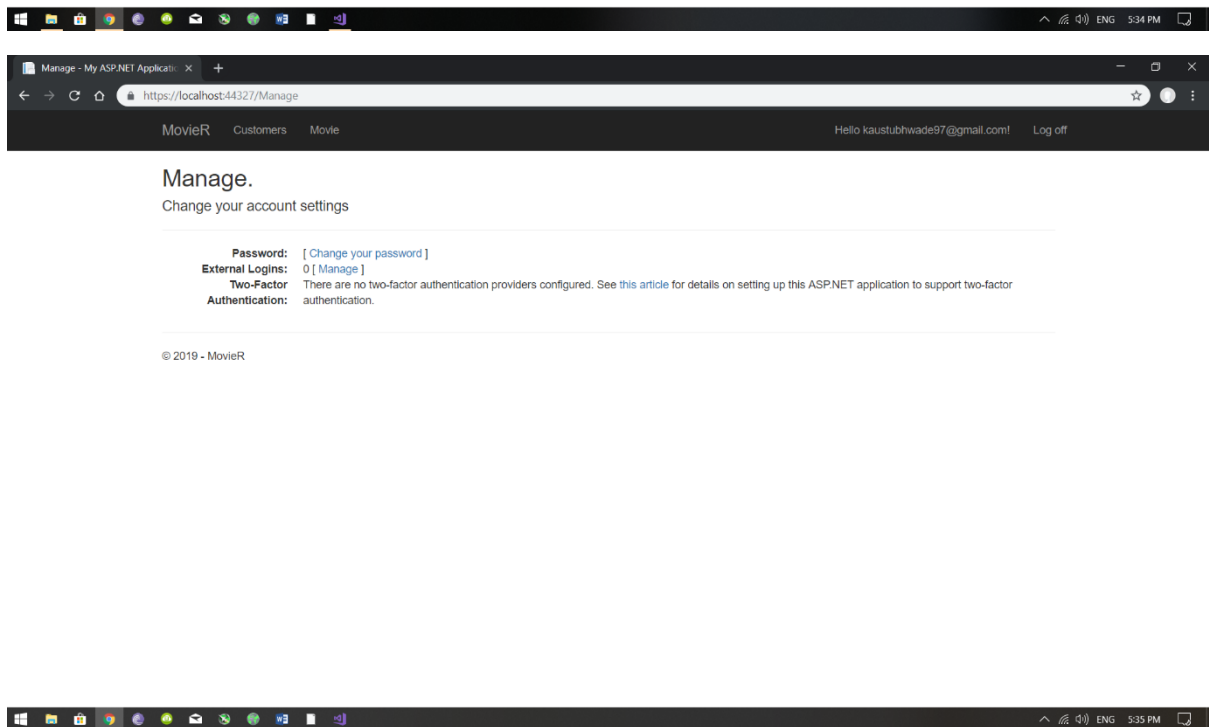 ENG 5:34 PM
Manage - My ASP.NET Applicatic
https://localhost:44327/Manage
MovieR Customers Movie Hello kaustubhwade97@gmail.com! Log off
Manage.
Change your account settings
Password: [ Change your password ]
External Logins: 0 [ Manage ]
Two-Factor There are no two-factor authentication providers configured. See this article for details on setting up this ASP.NET application to support two-factor
Authentication: authentication.
© 2019 - MovieR
ENG 5:35 PM